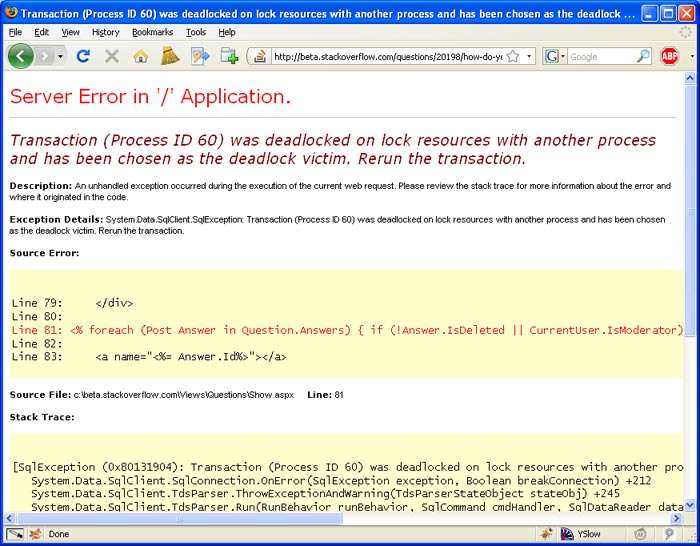 Transaction (Process ID 60) was deadlocked on lock resources with another process and has been chosen as the deadlock ...
File Edit View History Bookmarks Tools Help
http://beta.stackoverflow.com/questions/20198/how-do-ye
G Google
ABP
Server Error in '/' Application.
Transaction (Process ID 60) was deadlocked on lock resources with another process
and has been chosen as the deadlock victim. Rerun the transaction.
Description: An unhandled exception occurred during the execution of the current web request. Please review the stack trace for more information about the error and
where it originated in the code.
Exception Details: System.Data.SqlClient.SqlException: Transaction (Process ID 60) was deadlocked on lock resources with another process and has been chosen
as the deadlock victim. Rerun the transaction.
Source Error:
Line 79:     </div>
Line 80:
Line 81: <% foreach (Post Answer in Question.Answers) { if (!Answer.IsDeleted || CurrentUser.IsModerator)
Line 82:
Line 83:     <a name="<%= Answer.Id%>"></a>
Source File: c:\beta.stackoverflow.com\Views\Questions\Show.aspx    Line: 81
Stack Trace:
[SqlException (0x80131904): Transaction (Process ID 60) was deadlocked on lock resources with another pro
System.Data.SqlClient.SqlConnection.OnError(SqlException exception, Boolean breakConnection) +212
System.Data.SqlClient.TdsParser.ThrowExceptionAndWarning(TdsParserStateObject stateObj) +245
System.Data.SqlClient.TdsParser.Run(RunBehavior runBehavior, SqlCommand cmdHandler, SqlDataReader data
Done
YSlow